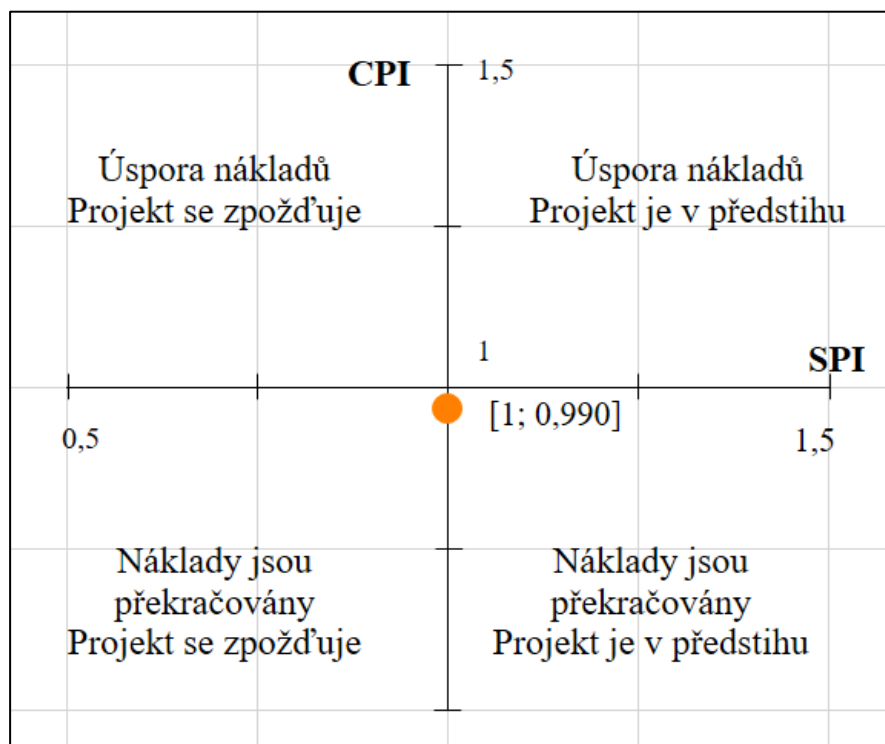 CPI
1,5
Úspora nákladů
Projekt se zpožďuje
Úspora nákladů
Projekt je v předstihu
1
SPI
[1; 0,990]
0,5
1,5
Náklady jsou
překračovány
Projekt se zpožďuje
Náklady jsou
překračovány
Projekt je v předstihu